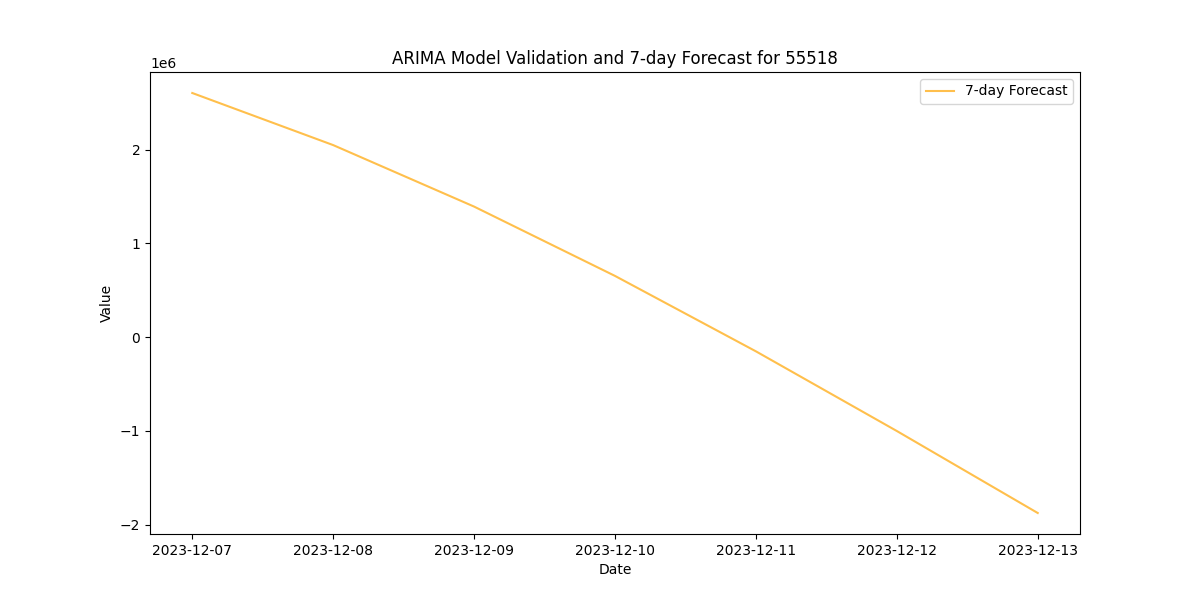 ARIMA Model Validation and 7-day Forecast for 55518
1e6
7-day Forecast
2
1
0
−1
−2
Value
2023-12-07 2023-12-08 2023-12-09 2023-12-10 2023-12-11 2023-12-12 2023-12-13
Date